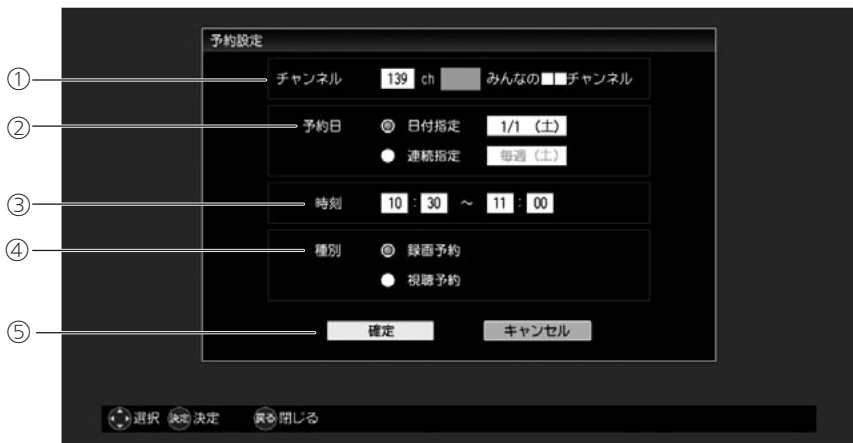 予約設定
① チャンネル 139 ch みんなの■■チャンネル
② 予約日 日付指定 1/1 (土)
連続指定 毎週 (土)
③ 時刻 10 : 30 ～ 11 : 00
④ 種別 録画予約
視聴予約
⑤ 確定 キャンセル
選択 決定 決定 戻る 閉じる